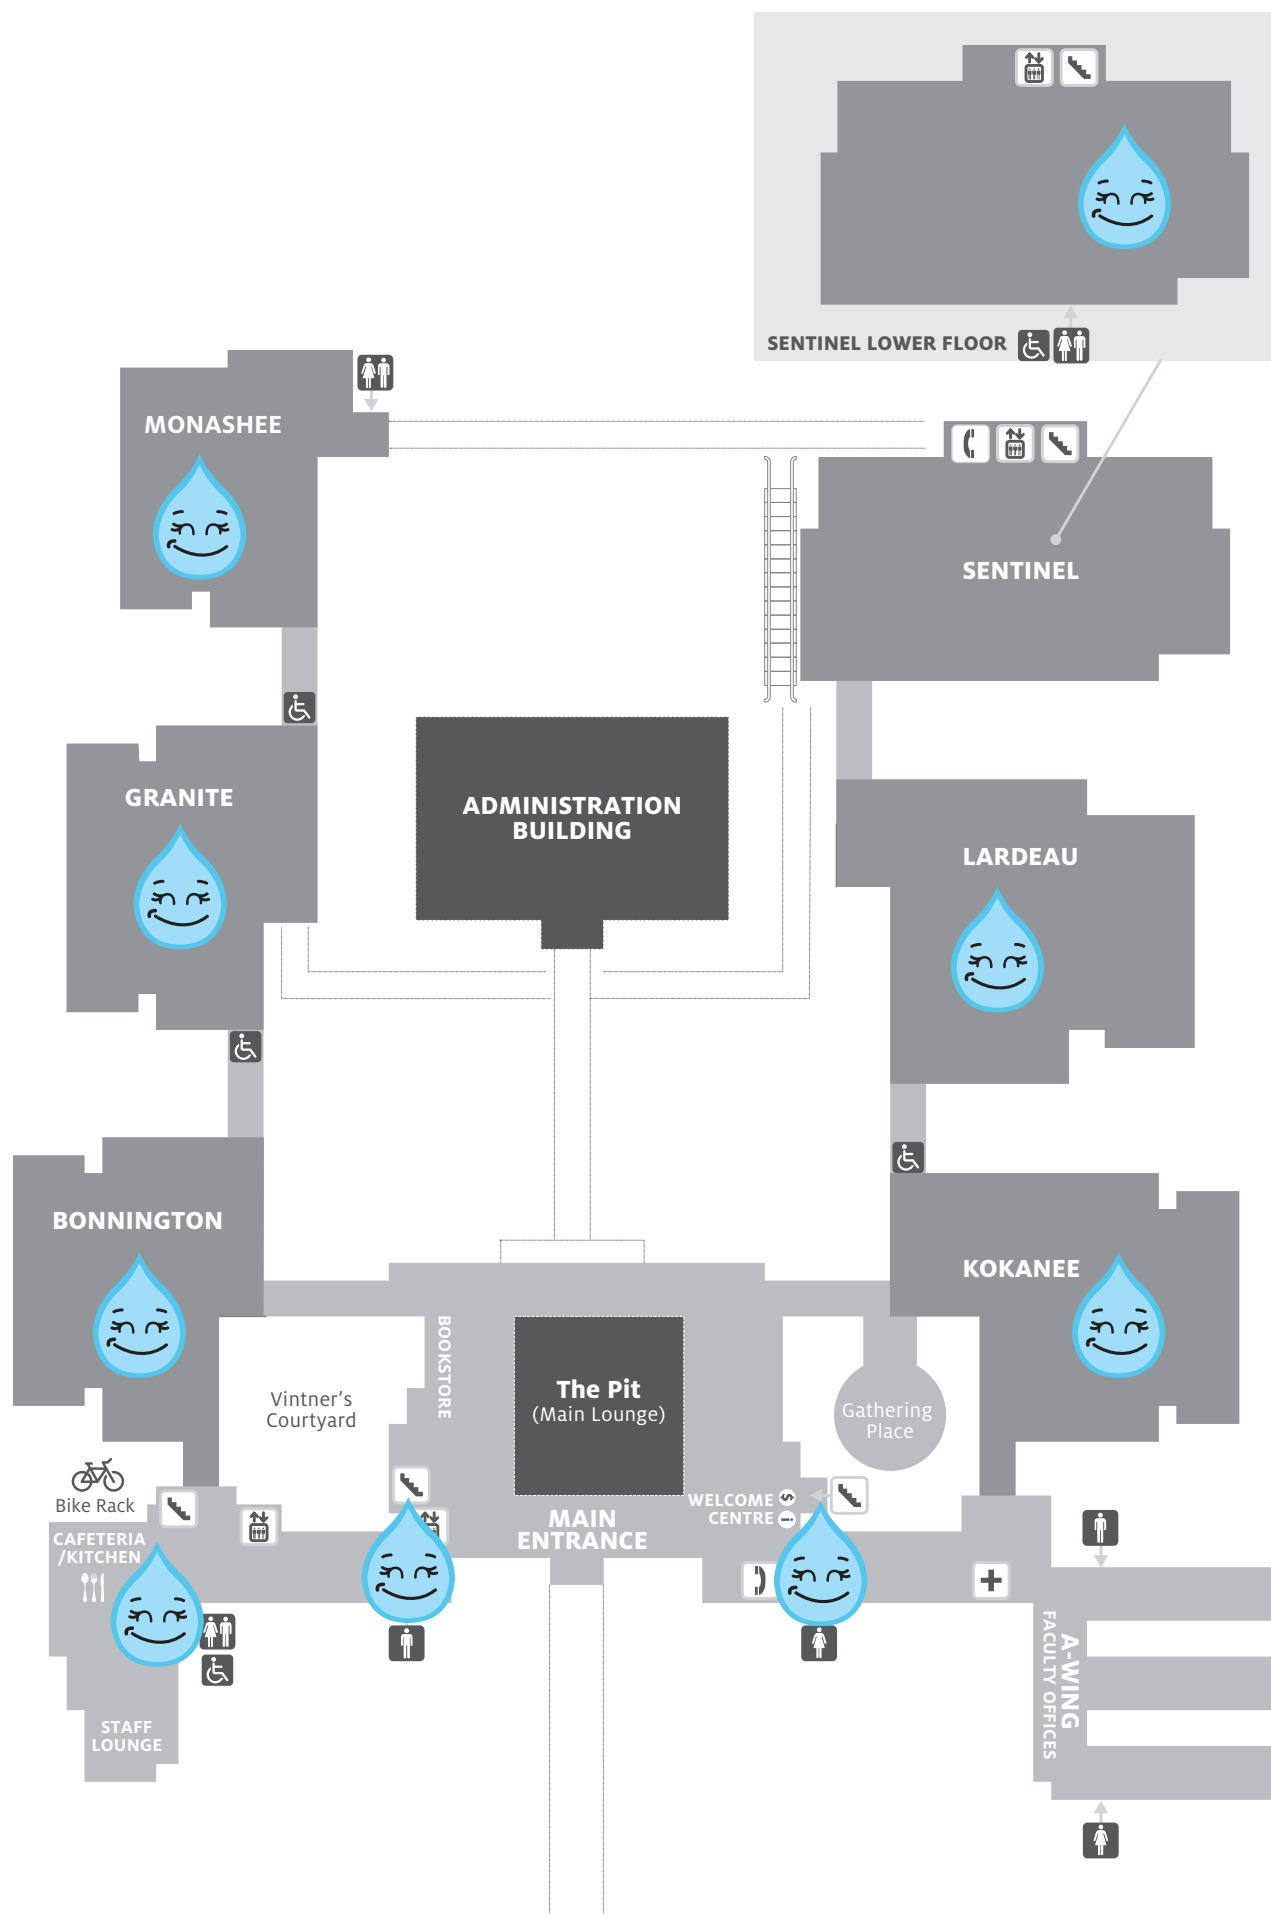 SENTINEL LOWER FLOOR
MONASHEE
SENTINEL
GRANITE
ADMINISTRATION
BUILDING
LARDEAU
BONNINGTON
KOKANEE
BOOKSTORE
The Pit
(Main Lounge)
Vintner's
Courtyard
Gathering
Place
Bike Rack
WELCOME $
CENTRE i
MAIN
ENTRANCE
CAFETERIA
/KITCHEN
A-WING
FACULTY OFFICES
STAFF
LOUNGE